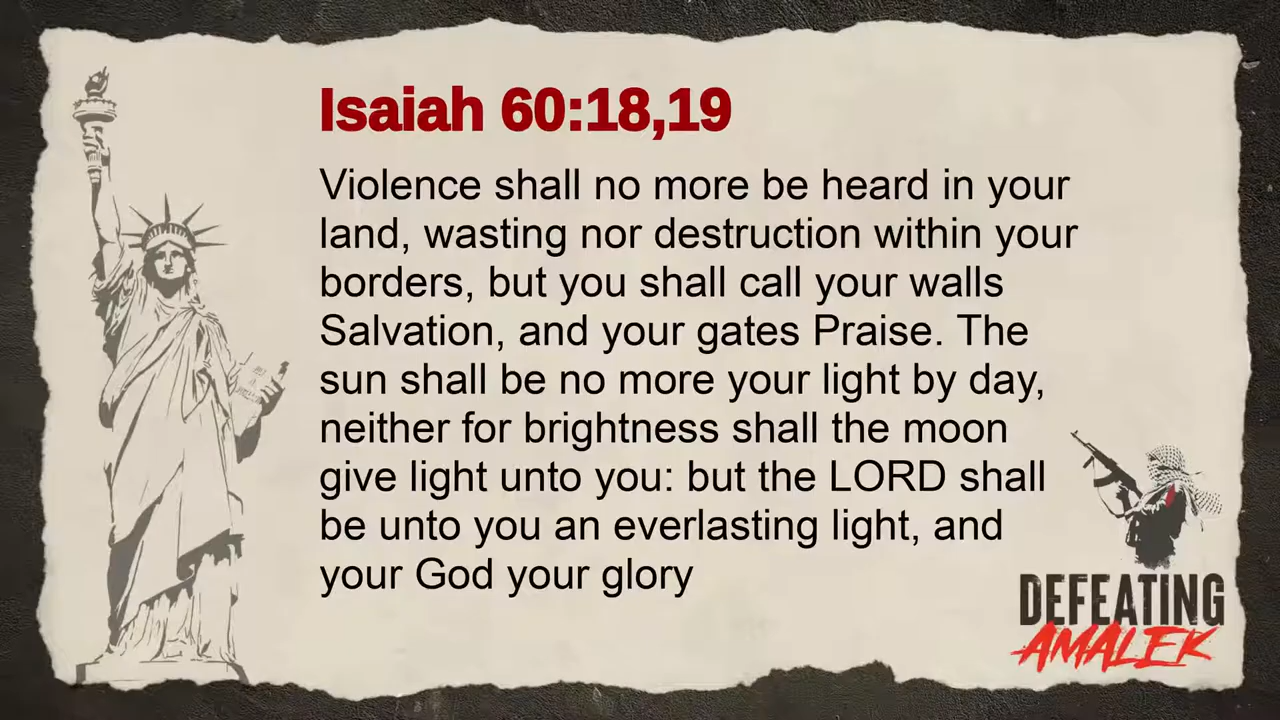 Isaiah 60:18,19
Violence shall no more be heard in your
land, wasting nor destruction within your
borders, but you shall call your walls
Salvation, and your gates Praise. The
sun shall be no more your light by day,
neither for brightness shall the moon
give light unto you: but the LORD shall
be unto you an everlasting light, and
your God your glory
DEFEATING
AMALEK